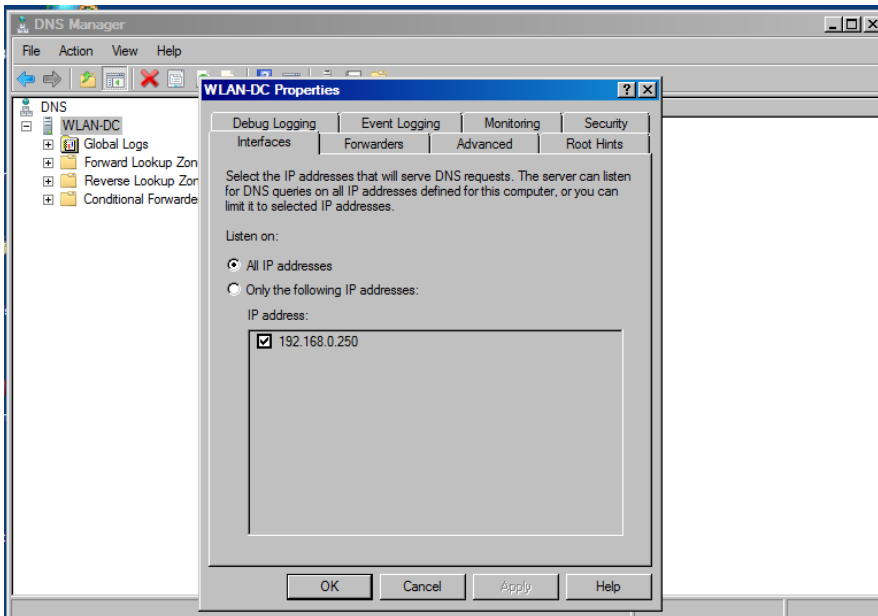 DNS Manager
File Action View Help
DNS
WLAN-DC
Global Logs
Forward Lookup Zon
Reverse Lookup Zor
Conditional Forwarde
WLAN-DC Properties
Debug Logging Event Logging Monitoring Security
Interfaces Forwarders Advanced Root Hints
Select the IP addresses that will serve DNS requests. The server can listen
for DNS queries on all IP addresses defined for this computer, or you can
limit it to selected IP addresses.
Listen on:
All IP addresses
Only the following IP addresses:
IP address:
192.168.0.250
OK Cancel Apply Help